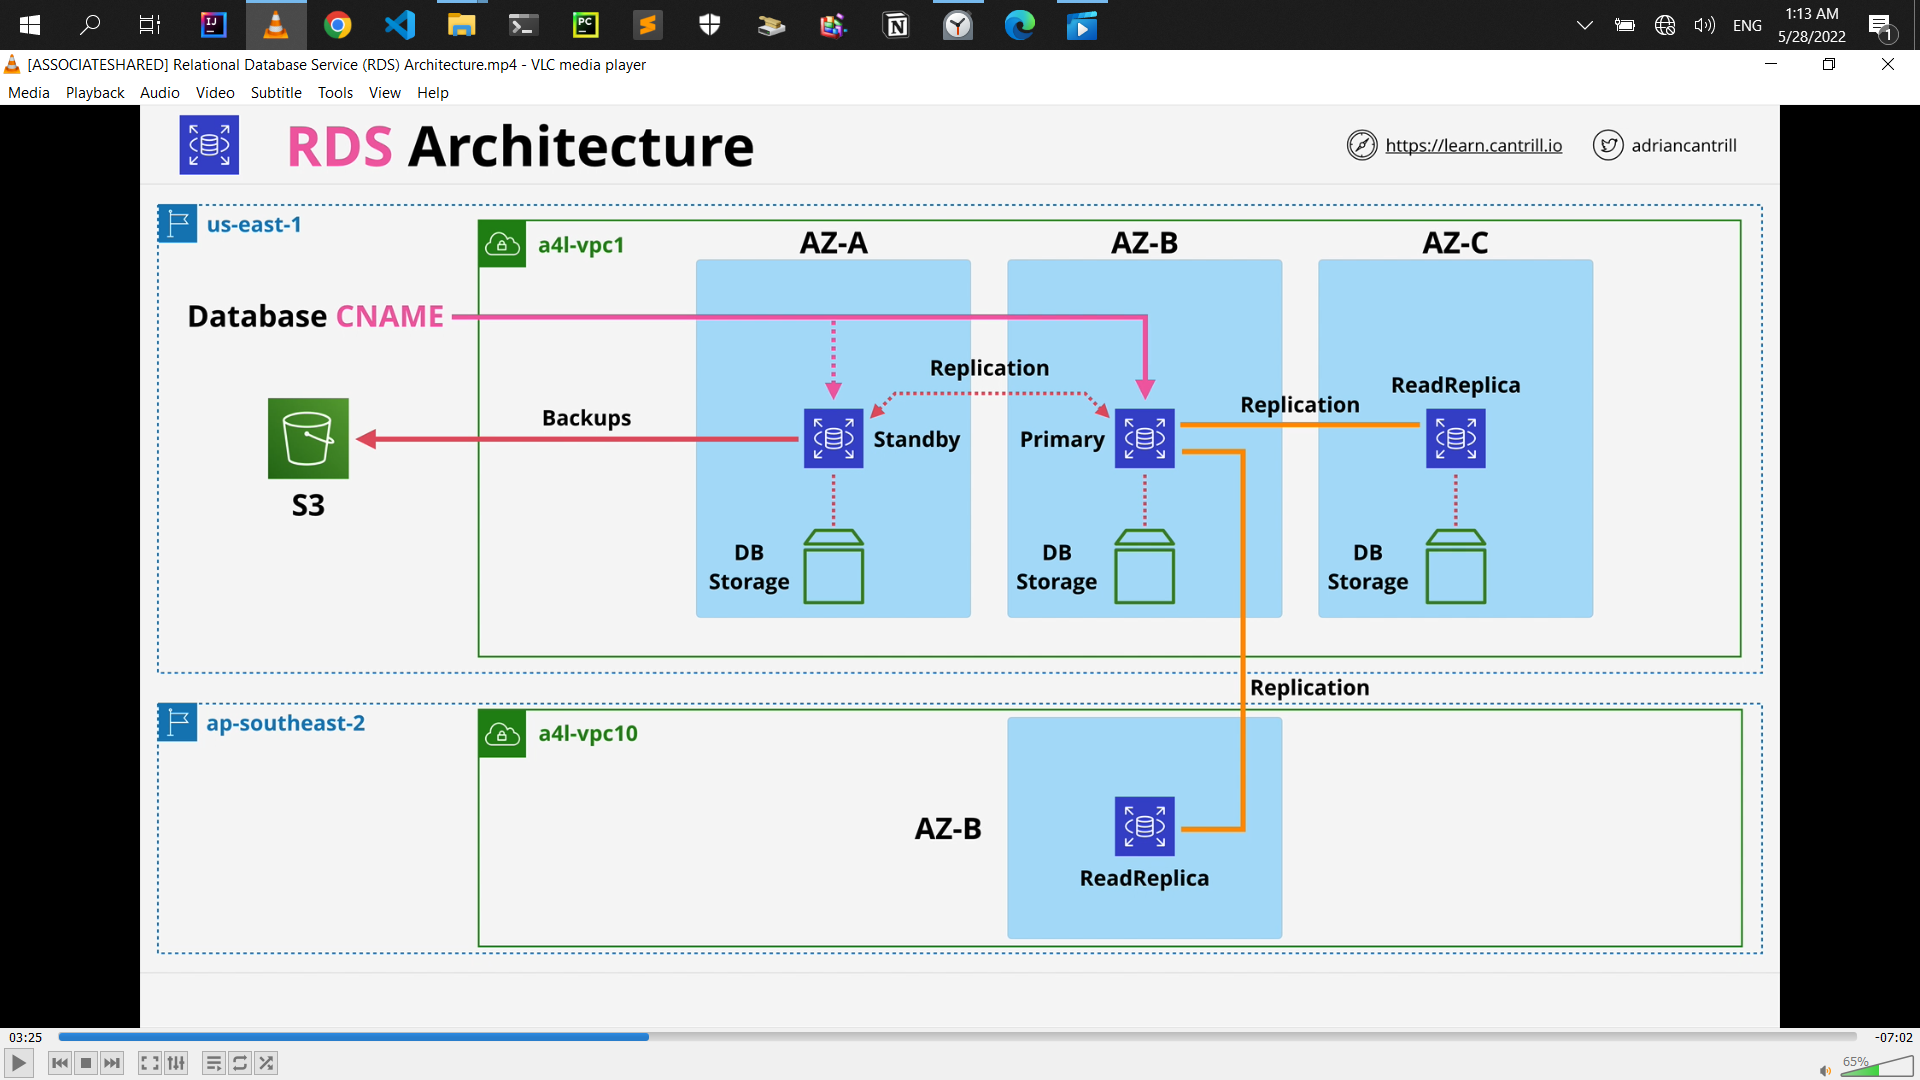 IJ
PC
N
ENG
1:13 AM
5/28/2022
1
[ASSOCIATESHARED] Relational Database Service (RDS) Architecture.mp4 - VLC media player
Media Playback Audio Video Subtitle Tools View Help
RDS Architecture
https://learn.cantrill.io
adriancantrill
us-east-1
a4l-vpc1
AZ-A
AZ-B
AZ-C
Database CNAME
Replication
ReadReplica
Replication
Backups
Standby
Primary
S3
DB
Storage
DB
Storage
DB
Storage
Replication
ap-southeast-2
a4l-vpc10
AZ-B
ReadReplica
03:25
-07:02
65%